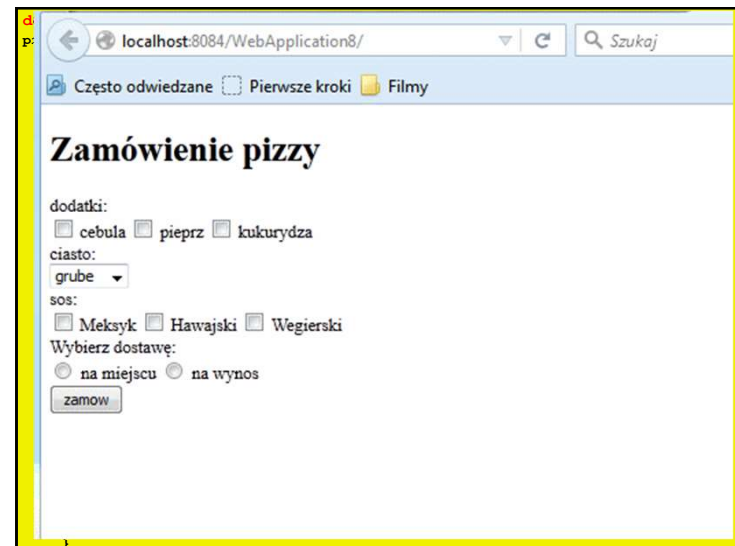 d
localhost:8084/WebApplication8/
Szukaj
p
Często odwiedzane Pierwsze kroki Filmy
Zamówienie pizzy
dodatki:
cebula pieprz kukurydza
ciasto:
grube
sos:
Meksyk Hawajski Wegierski
Wybierz dostawę:
na miejscu na wynos
zamow
}